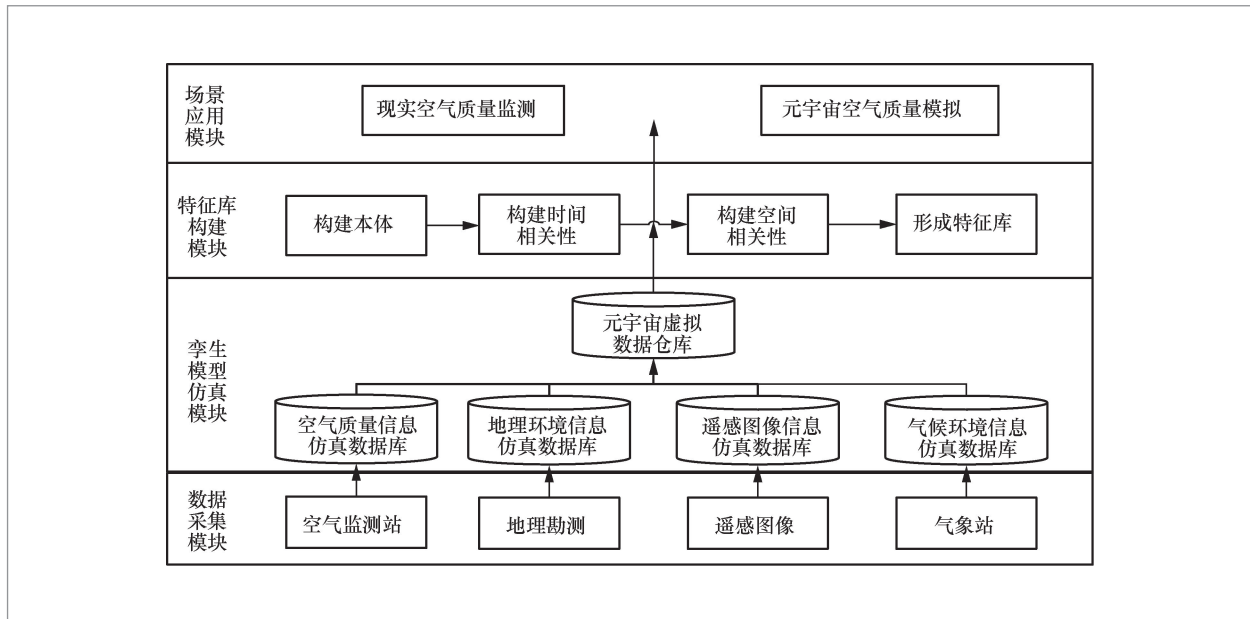 场景
应用
模块
现实空气质量监测
元宇宙空气质量模拟
特征库
构建
模块
构建本体
构建时间
相关性
构建空间
相关性
形成特征库
孪生
模型
仿真
模块
元宇宙虚拟
数据仓库
空气质量信息
仿真数据库
地理环境信息
仿真数据库
遥感图像信息
仿真数据库
气候环境信息
仿真数据库
数据
采集
模块
空气监测站
地理勘测
遥感图像
气象站